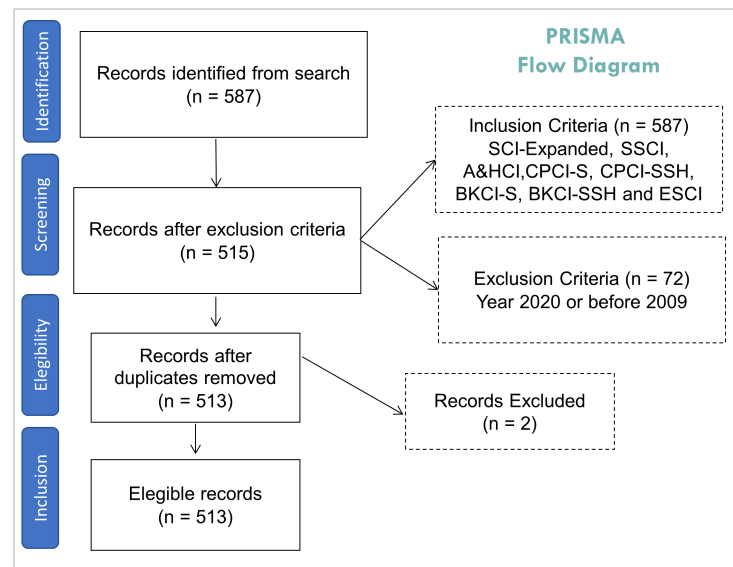 PRISMA
Flow Diagram
Identification
Records identified from search
(n = 587)
Inclusion Criteria (n = 587)
SCI-Expanded, SSCI,
A&HCI,CPCI-S, CPCI-SSH,
BKCI-S, BKCI-SSH and ESCI
Screening
Records after exclusion criteria
(n = 515)
Exclusion Criteria (n = 72)
Year 2020 or before 2009
Elegibility
Records after
duplicates removed
(n = 513)
Records Excluded
(n = 2)
Inclusion
Elegible records
(n = 513)